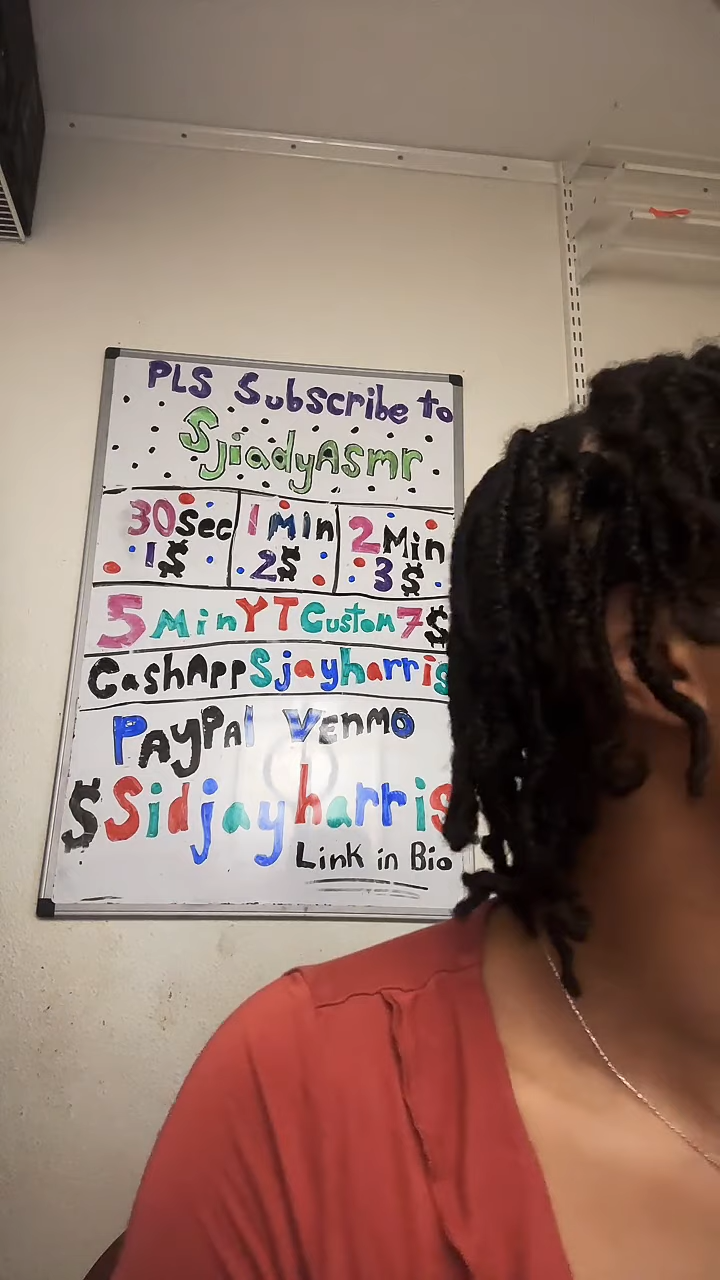 PLS Subscribe to
SjiadyAsmr
30sec 1Min 2Min
1$ 2$ 3$
5MinYTCustom7$
CashAppSjayharris
PayPal Venmo
$Sidjayharris
Link in Bio